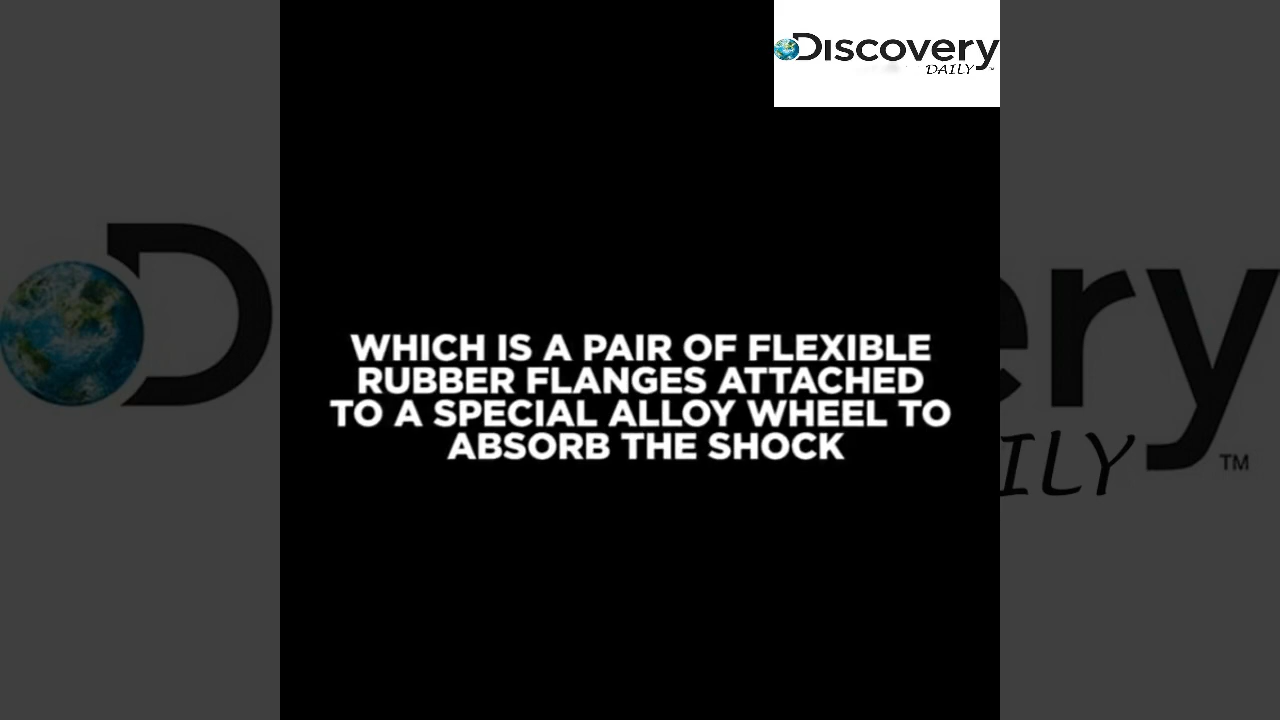 Discovery
DAILY
D
ery
ILY
TM
WHICH IS A PAIR OF FLEXIBLE
RUBBER FLANGES ATTACHED
TO A SPECIAL ALLOY WHEEL TO
ABSORB THE SHOCK